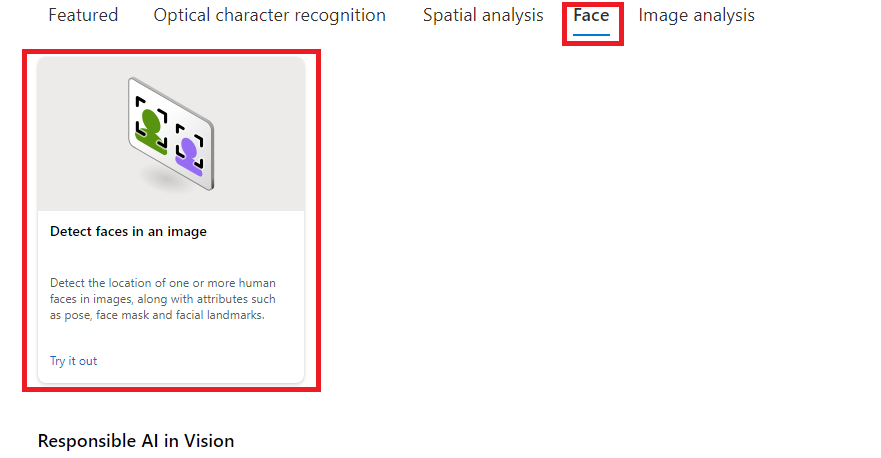 Featured Optical character recognition Spatial analysis Face Image analysis
Detect faces in an image
Detect the location of one or more human
faces in images, along with attributes such
as pose, face mask and facial landmarks.
Try it out
Responsible AI in Vision